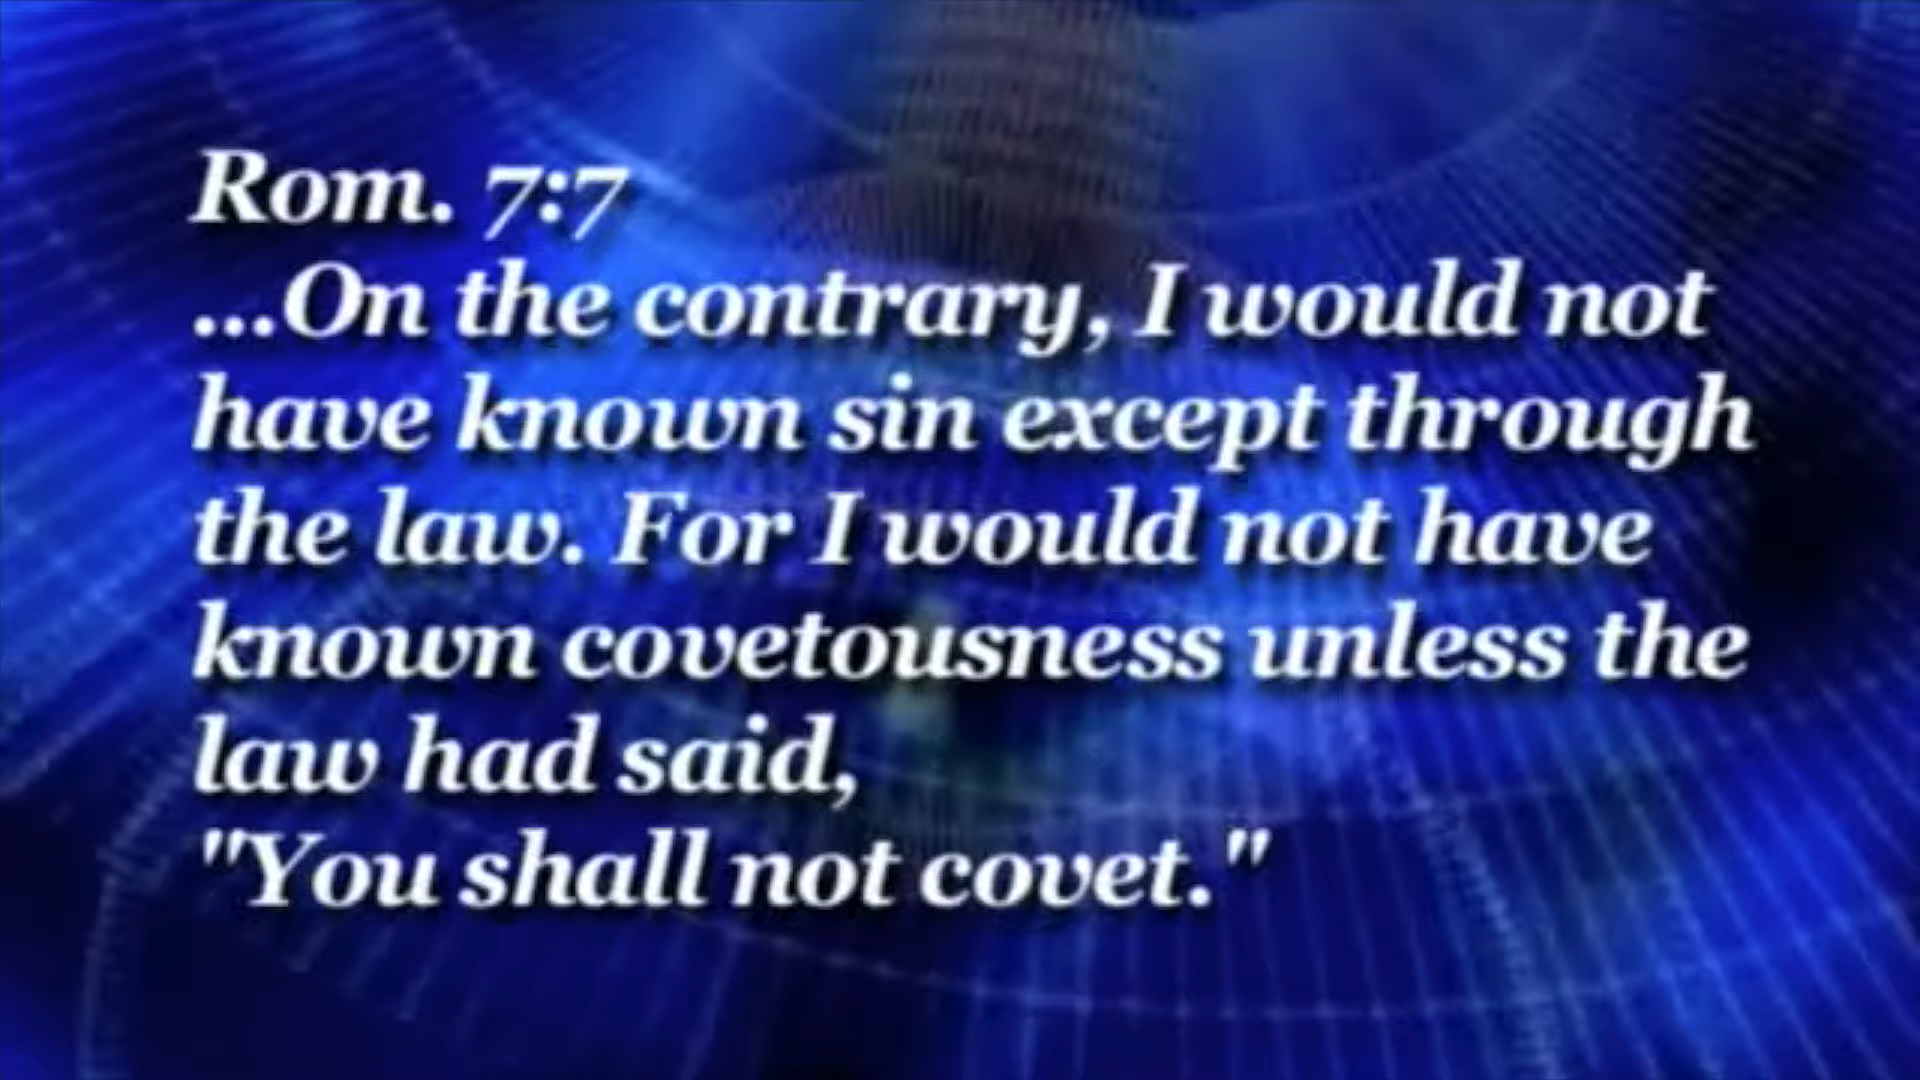 Rom. 7:7
...On the contrary, I would not
have known sin except through
the law. For I would not have
known covetousness unless the
law had said,
"You shall not covet."